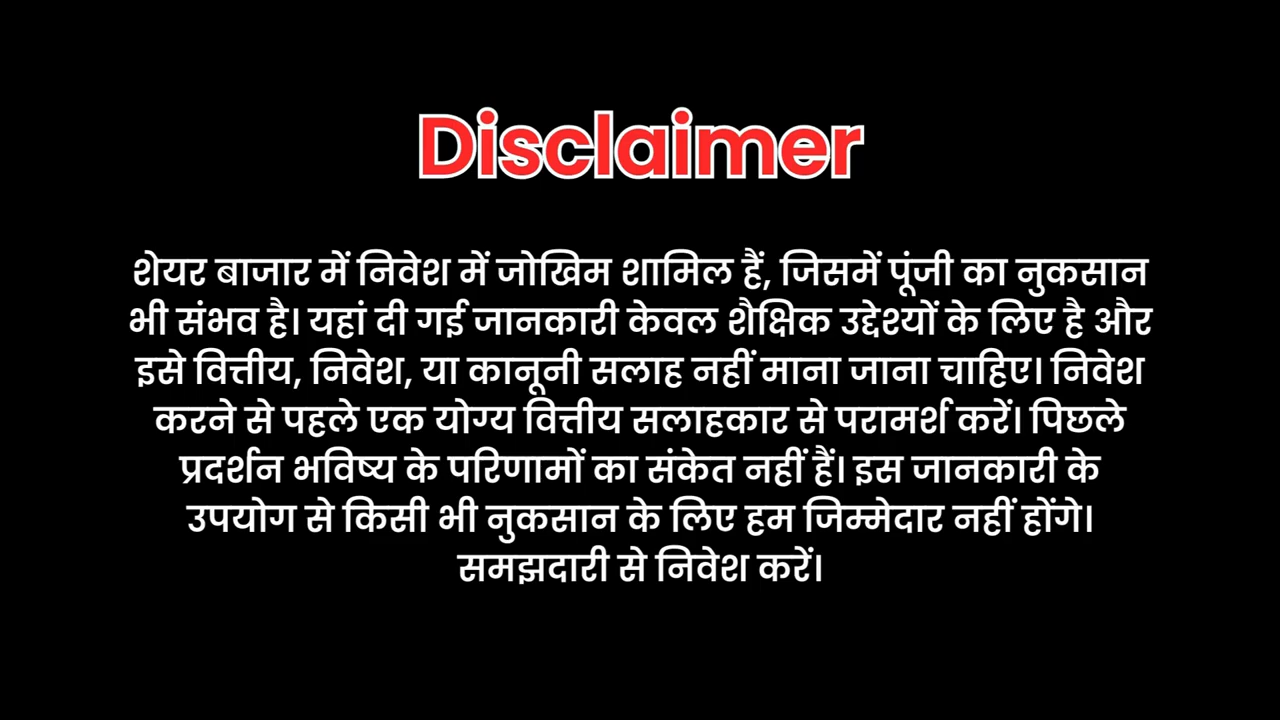 Disclaimer
शेयर बाजार में निवेश में जोखिम शामिल हैं, जिसमें पूंजी का नुकसान
भी संभव है। यहां दी गई जानकारी केवल शैक्षिक उद्देश्यों के लिए है और
इसे वित्तीय, निवेश, या कानूनी सलाह नहीं माना जाना चाहिए। निवेश
करने से पहले एक योग्य वित्तीय सलाहकार से परामर्श करें। पिछले
प्रदर्शन भविष्य के परिणामों का संकेत नहीं हैं। इस जानकारी के
उपयोग से किसी भी नुकसान के लिए हम जिम्मेदार नहीं होंगे।
समझदारी से निवेश करें।